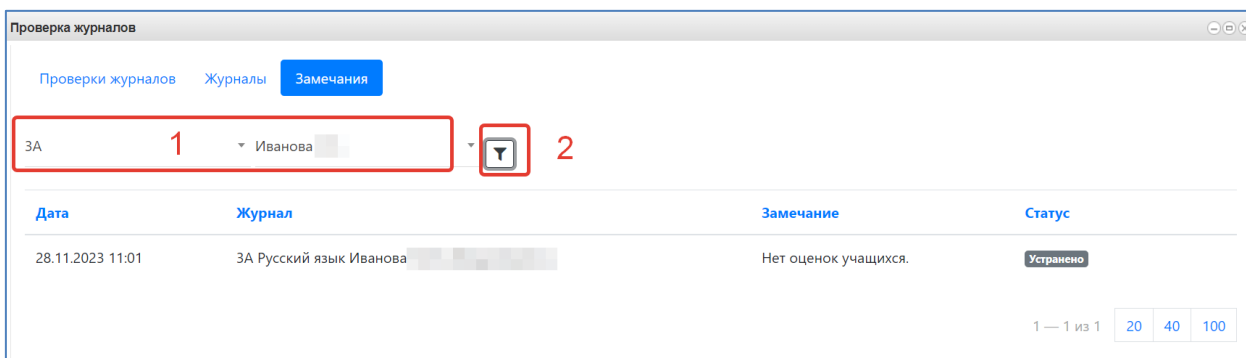 Проверка журналов
Проверки журналов Журналы Замечания
3А 1 Иванова 2
Дата Журнал Замечание Статус
28.11.2023 11:01 3А Русский язык Иванова Нет оценок учащихся. Устранено
1 — 1 из 1 20 40 100